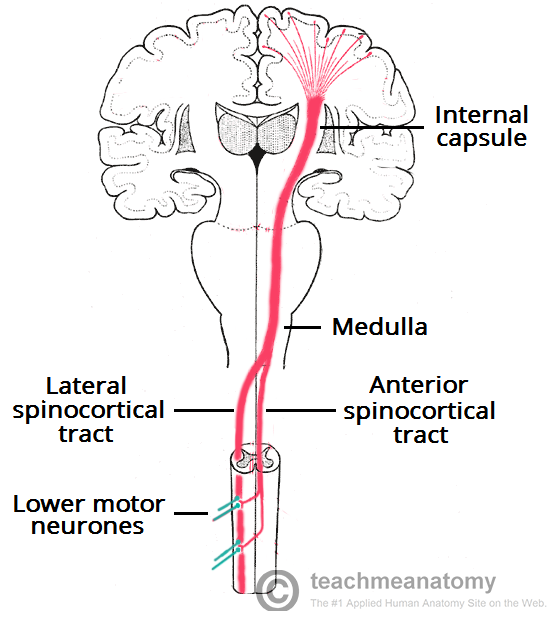 Internal
capsule
Medulla
Lateral
spinocortical
tract
Anterior
spinocortical
tract
Lower motor
neurones
© teachmeanatomy
The #1 Applied Human Anatomy Site on the Web.